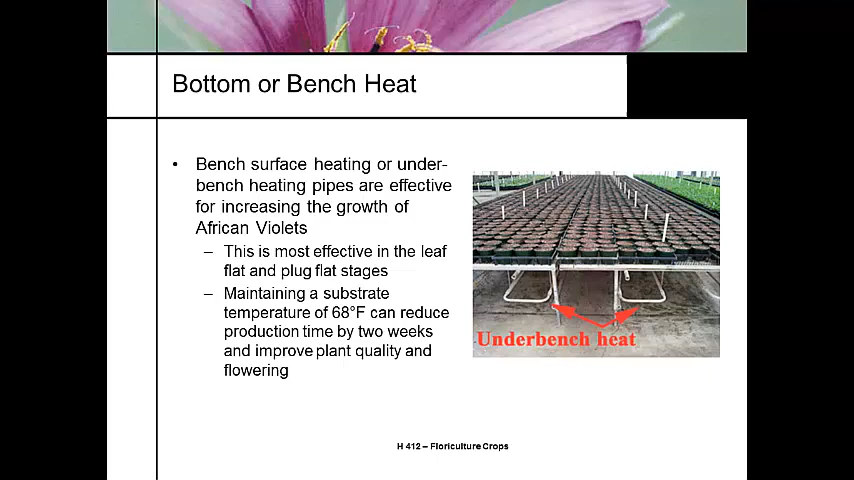 Bottom or Bench Heat
• Bench surface heating or under-
bench heating pipes are effective
for increasing the growth of
African Violets
– This is most effective in the leaf
flat and plug flat stages
– Maintaining a substrate
temperature of 68°F can reduce
production time by two weeks
and improve plant quality and
flowering
Underbench heat
H 412 – Floriculture Crops